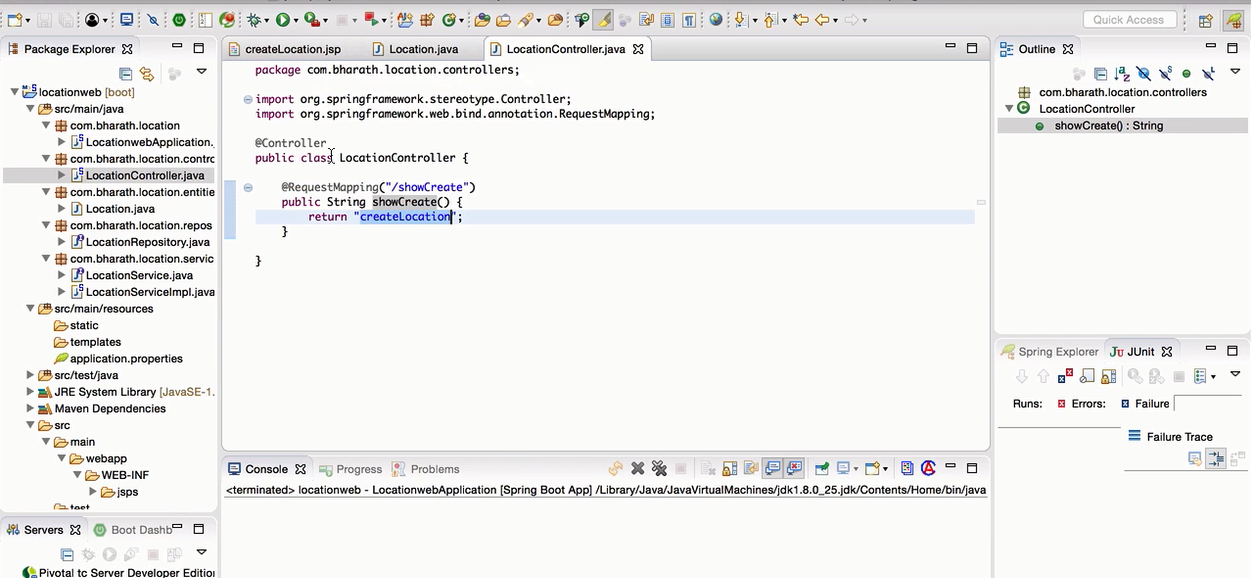 Quick Access
Package Explorer
locationweb [boot]
src/main/java
com.bharath.location
LocationwebApplication.
com.bharath.location.contro
LocationController.java
com.bharath.location.entitie
Location.java
com.bharath.location.repos
LocationRepository.java
com.bharath.location.servic
LocationService.java
LocationServiceImpl.java
src/main/resources
static
templates
application.properties
src/test/java
JRE System Library [JavaSE-1.
Maven Dependencies
src
main
webapp
WEB-INF
jsps
test
Servers
Boot Dashb
Pivotal tc Server Developer Edition
createLocation.jsp
Location.java
LocationController.java
package com.bharath.location.controllers;
import org.springframework.stereotype.Controller;
import org.springframework.web.bind.annotation.RequestMapping;
@Controller
public class LocationController {
@RequestMapping("/showCreate")
public String showCreate() {
return "createLocation";
}
}
Console
Progress
Problems
<terminated> locationweb - LocationwebApplication [Spring Boot App] /Library/Java/JavaVirtualMachines/jdk1.8.0_25.jdk/Contents/Home/bin/java
Outline
com.bharath.location.controllers
LocationController
showCreate() : String
Spring Explorer
JUnit
Runs:
Errors:
Failure
Failure Trace